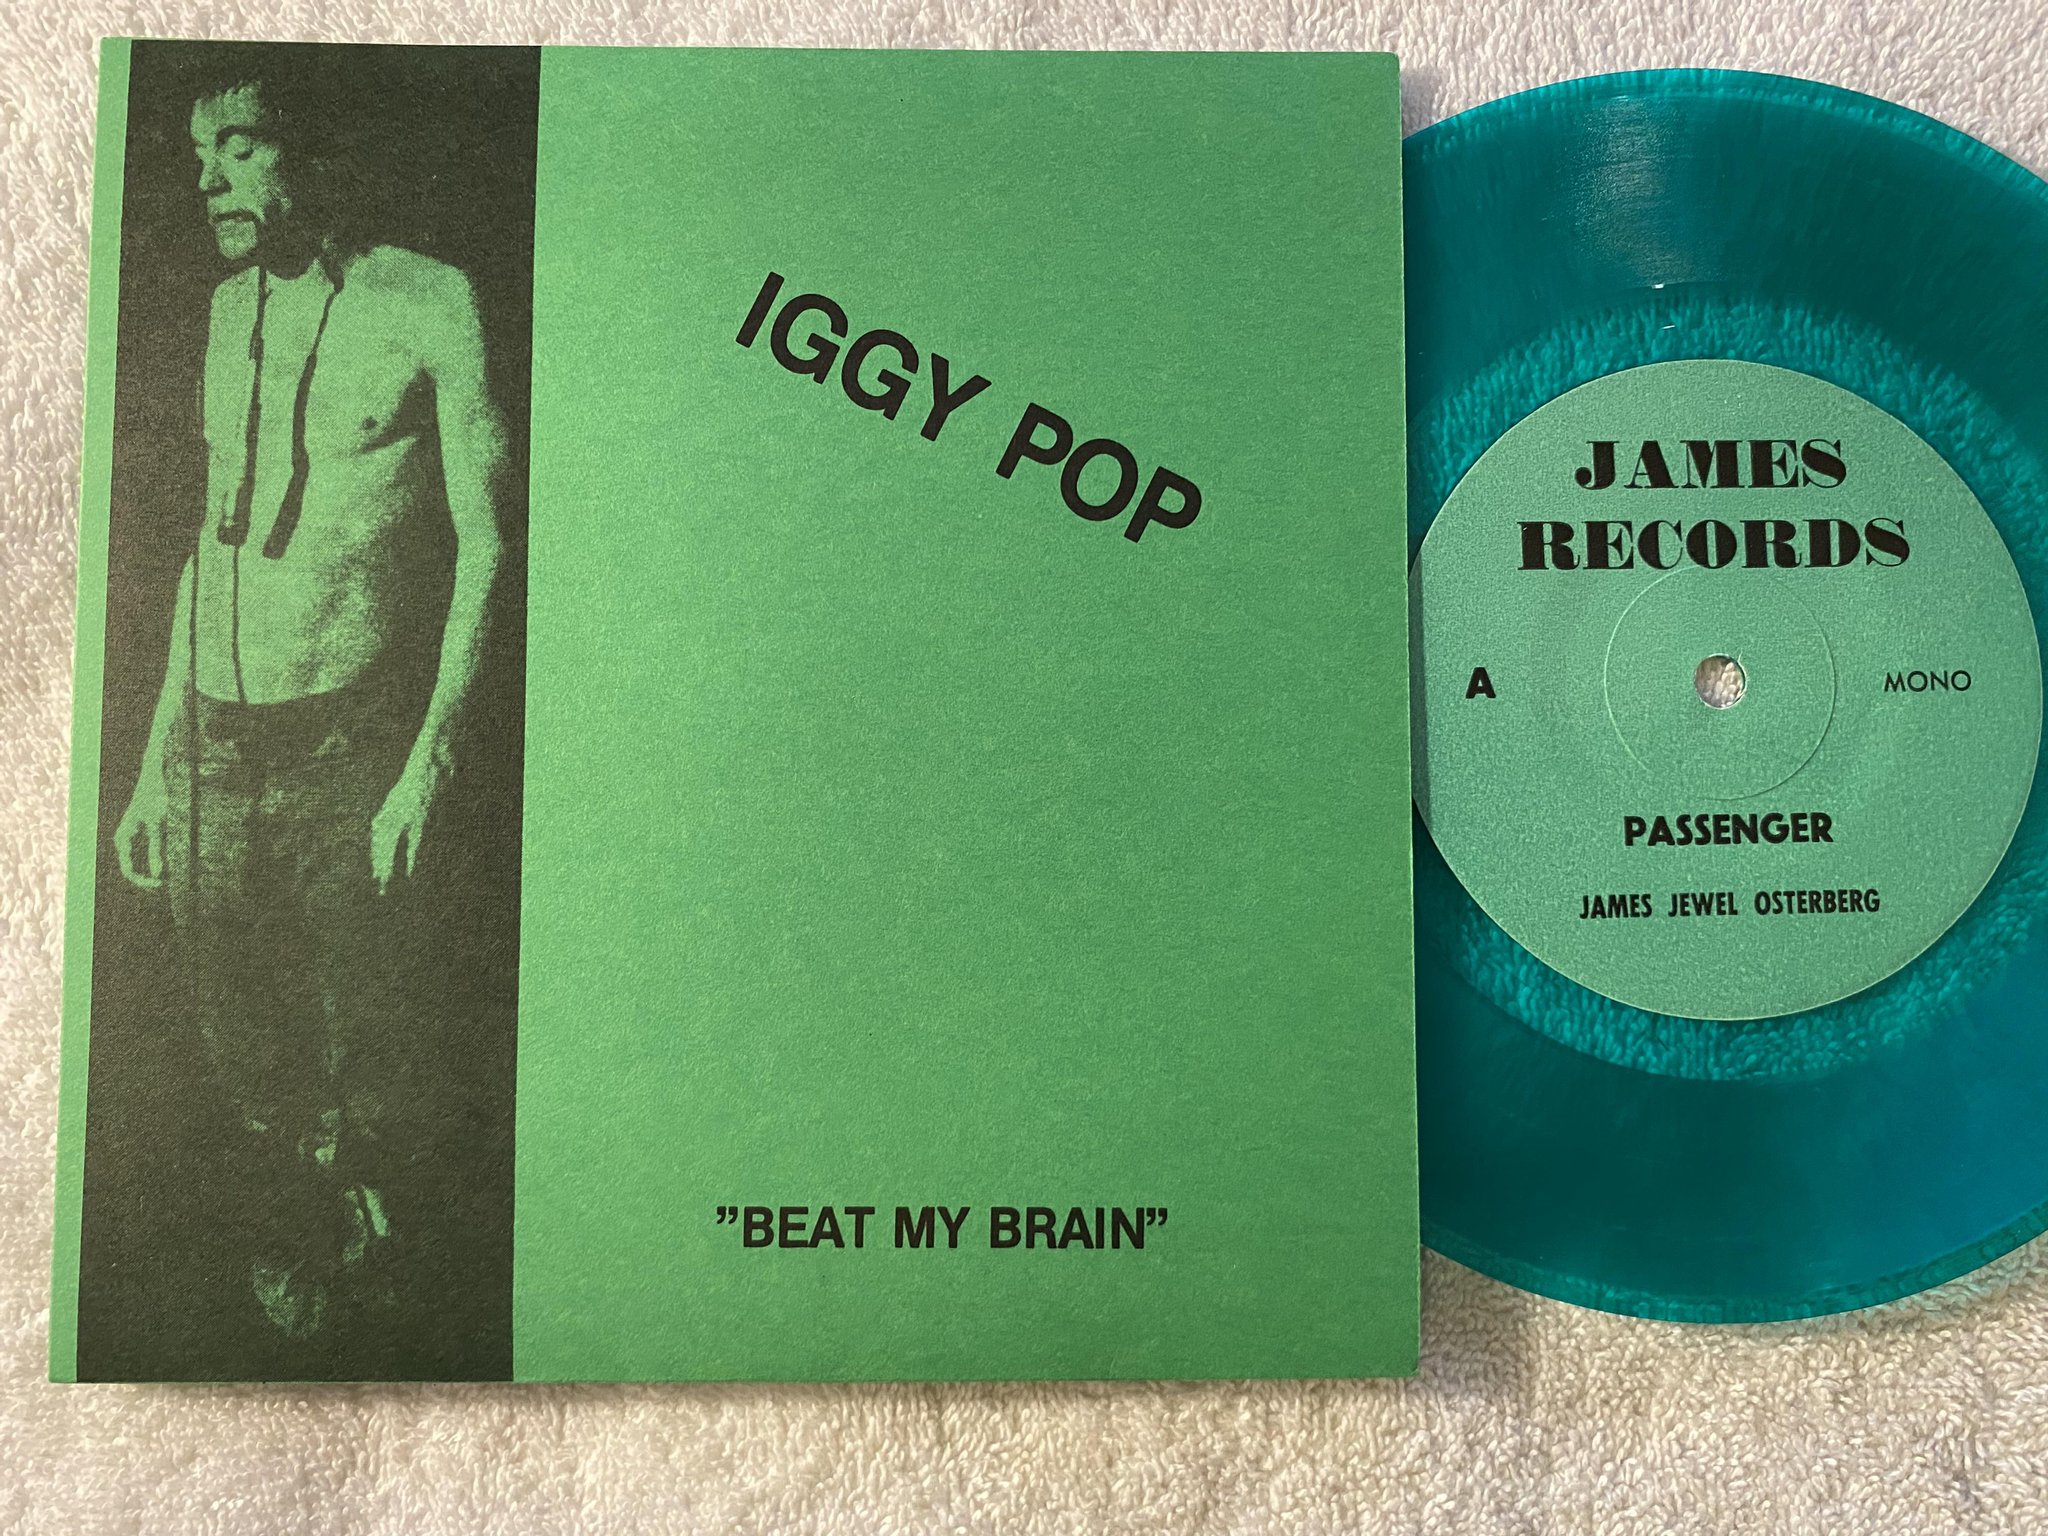 IGGY POP
”BEAT MY BRAIN”
JAMES
RECORDS
A
MONO
PASSENGER
JAMES JEWEL OSTERBERG